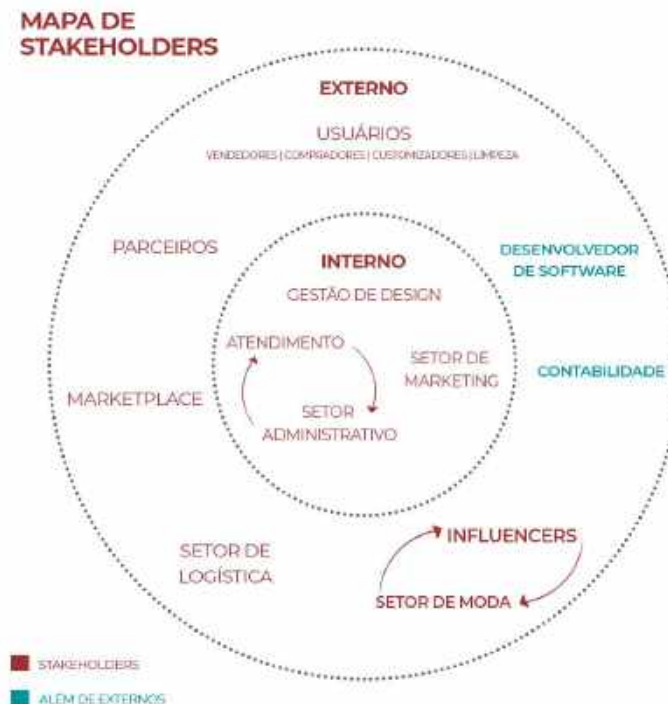 MAPA DE
STAKEHOLDERS
EXTERNO
USUÁRIOS
VENDEDORES | COMPRADORES | CUSTOMIZADORES | LIMPEZA
PARCEIROS
DESENVOLVEDOR
DE SOFTWARE
INTERNO
GESTÃO DE DESIGN
ATENDIMENTO
SETOR DE
MARKETING
CONTABILIDADE
MARKETPLACE
SETOR
ADMINISTRATIVO
INFLUENCERS
SETOR DE
LOGÍSTICA
SETOR DE MODA
STAKEHOLDERS
ALÉM DE EXTERNOS